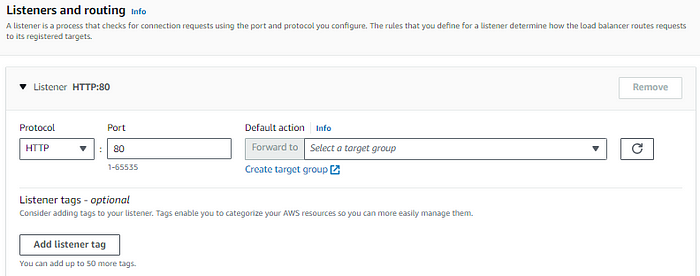 Listeners and routing Info
A listener is a process that checks for connection requests using the port and protocol you configure. The rules that you define for a listener determine how the load balancer routes requests
to its registered targets.
Listener HTTP:80
Remove
Protocol Port Default action Info
HTTP : 80 Forward to Select a target group
1-65535 Create target group
Listener tags - optional
Consider adding tags to your listener. Tags enable you to categorize your AWS resources so you can more easily manage them.
Add listener tag
You can add up to 50 more tags.